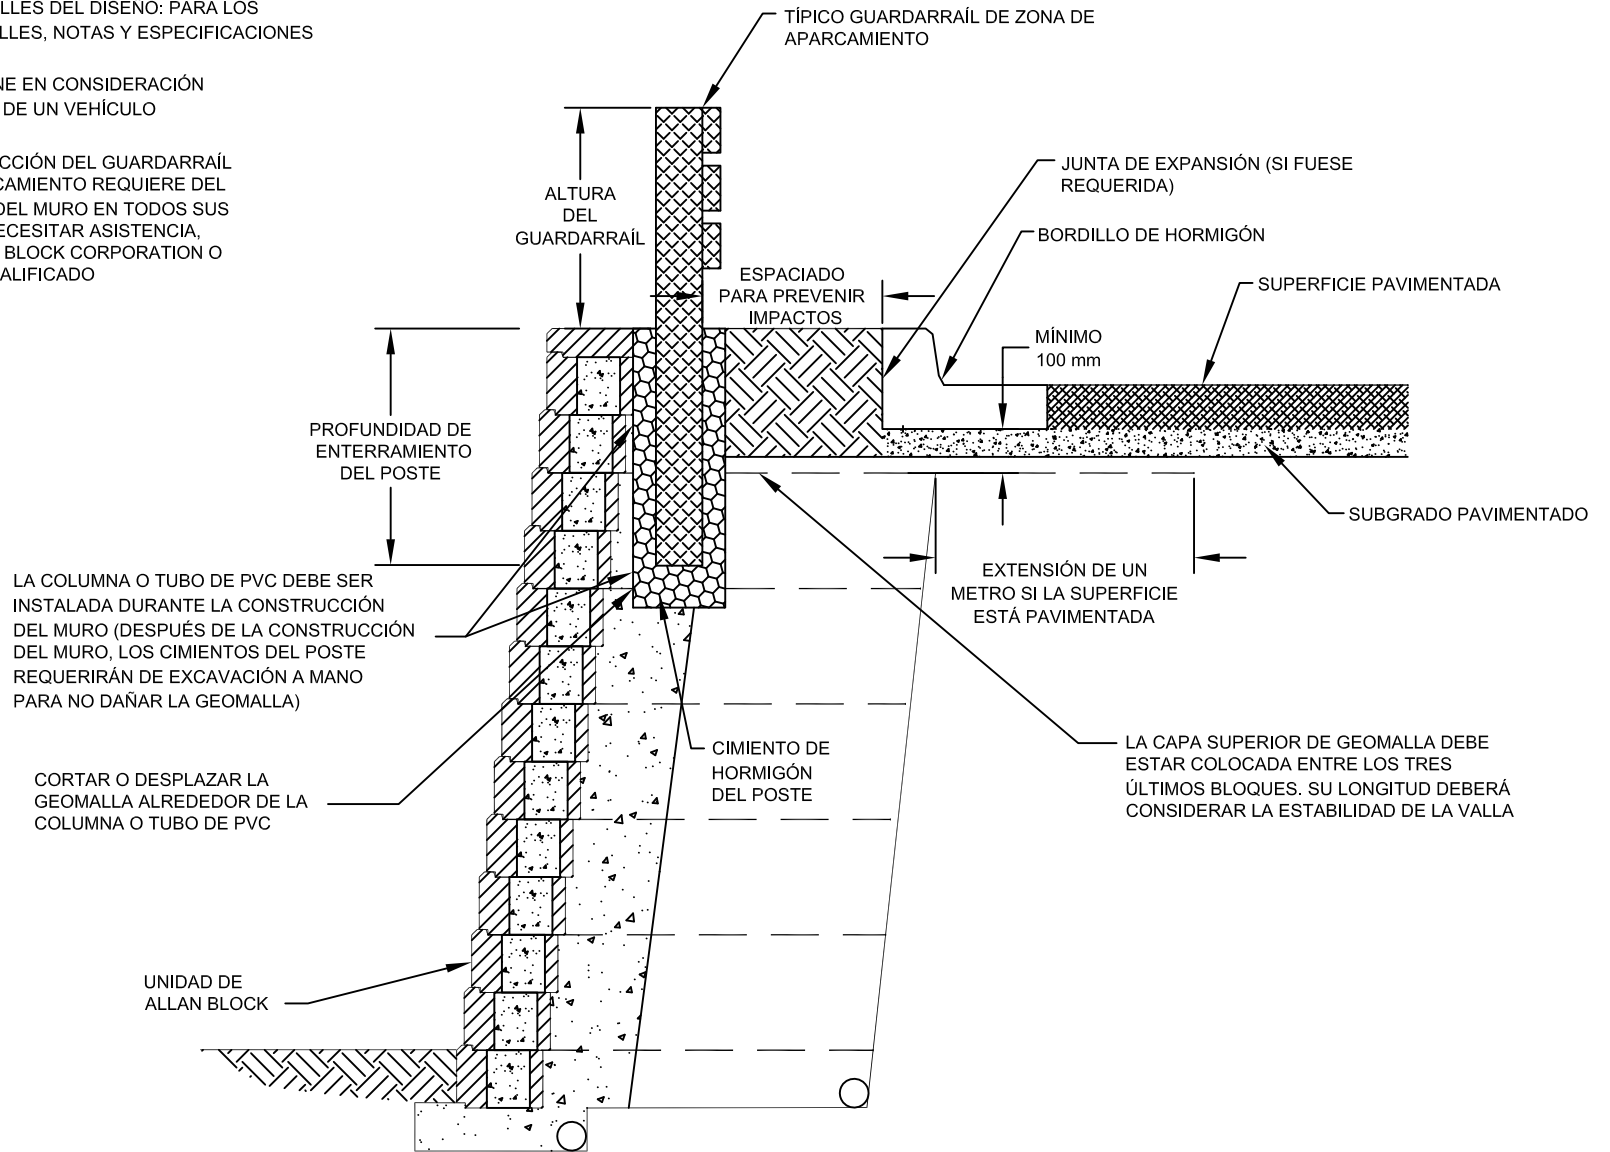 LLES DEL DISEÑO: PARA LOS
LLES, NOTAS Y ESPECIFICACIONES
NE EN CONSIDERACIÓN
DE UN VEHÍCULO
CCIÓN DEL GUARDARRAÍL
CAMIENTO REQUIERE DEL
DEL MURO EN TODOS SUS
ECESITAR ASISTENCIA,
BLOCK CORPORATION O
ALIFICADO
TÍPICO GUARDARRAÍL DE ZONA DE
APARCAMIENTO
ALTURA
DEL
GUARDARRAÍL
JUNTA DE EXPANSIÓN (SI FUESE
REQUERIDA)
BORDILLO DE HORMIGÓN
ESPACIADO
PARA PREVENIR
IMPACTOS
SUPERFICIE PAVIMENTADA
MÍNIMO
100 mm
PROFUNDIDAD DE
ENTERRAMIENTO
DEL POSTE
SUBGRADO PAVIMENTADO
EXTENSIÓN DE UN
METRO SI LA SUPERFICIE
ESTÁ PAVIMENTADA
LA COLUMNA O TUBO DE PVC DEBE SER
INSTALADA DURANTE LA CONSTRUCCIÓN
DEL MURO (DESPUÉS DE LA CONSTRUCCIÓN
DEL MURO, LOS CIMIENTOS DEL POSTE
REQUERIRÁN DE EXCAVACIÓN A MANO
PARA NO DAÑAR LA GEOMALLA)
CIMIENTO DE
HORMIGÓN
DEL POSTE
LA CAPA SUPERIOR DE GEOMALLA DEBE
ESTAR COLOCADA ENTRE LOS TRES
ÚLTIMOS BLOQUES. SU LONGITUD DEBERÁ
CONSIDERAR LA ESTABILIDAD DE LA VALLA
CORTAR O DESPLAZAR LA
GEOMALLA ALREDEDOR DE LA
COLUMNA O TUBO DE PVC
UNIDAD DE
ALLAN BLOCK